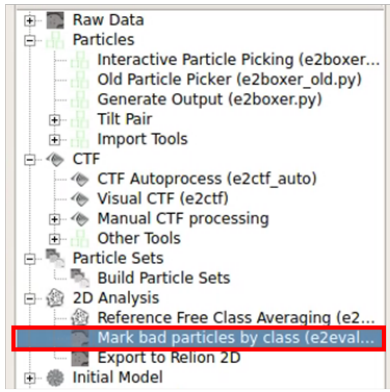 Raw Data
Particles
Interactive Particle Picking (e2boxer...
Old Particle Picker (e2boxer_old.py)
Generate Output (e2boxer.py)
Tilt Pair
Import Tools
CTF
CTF Autoprocess (e2ctf_auto)
Visual CTF (e2ctf)
Manual CTF processing
Other Tools
Particle Sets
Build Particle Sets
2D Analysis
Reference Free Class Averaging (e2...
Mark bad particles by class (e2eval...
Export to Relion 2D
Initial Model